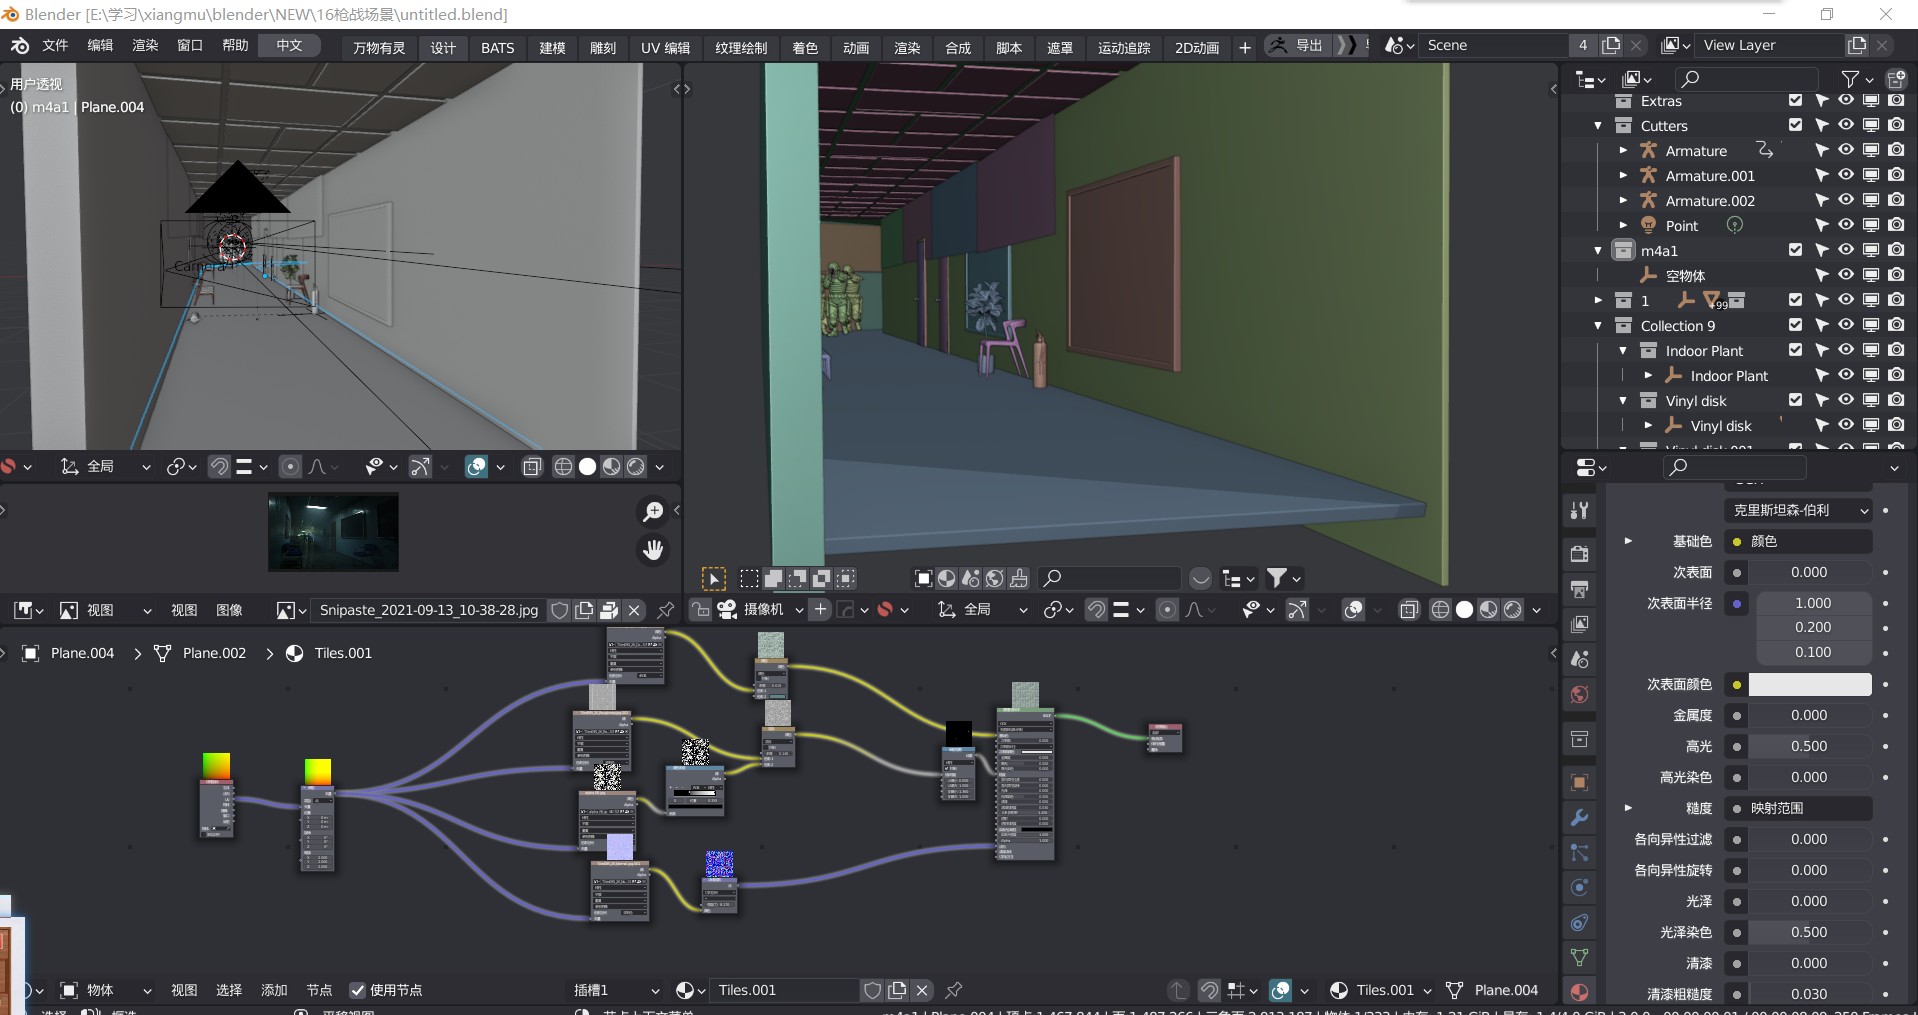 Blender [E:\学习\xiangmu\blender\NEW\16枪战场景\untitled.blend]
文件 编辑 渲染 窗口 帮助 中文 万物有灵 设计 BATS 建模 雕刻 UV 编辑 纹理绘制 着色 动画 渲染 合成 脚本 遮罩 运动追踪 2D动画 + 导出 Scene 4 View Layer
用户透视
(0) m4a1 | Plane.004
Camera
Extras
Cutters
Armature
Armature.001
Armature.002
Point
m4a1
空物体
1 +99
Collection 9
Indoor Plant
Indoor Plant
Vinyl disk
Vinyl disk
全局
视图 视图 图像 Snipaste_2021-09-13_10-38-28.jpg
摄像机 全局
Plane.004 > Plane.002 > Tiles.001
克里斯坦森-伯利
基础色 颜色
次表面 0.000
次表面半径 1.000
0.200
0.100
次表面颜色
金属度 0.000
高光 0.500
高光染色 0.000
糙度 映射范围
各向异性过滤 0.000
各向异性旋转 0.000
光泽 0.000
光泽染色 0.500
清漆 0.000
清漆粗糙度 0.030
物体 视图 选择 添加 节点 使用节点 插槽1 Tiles.001 Tiles.001 Plane.004